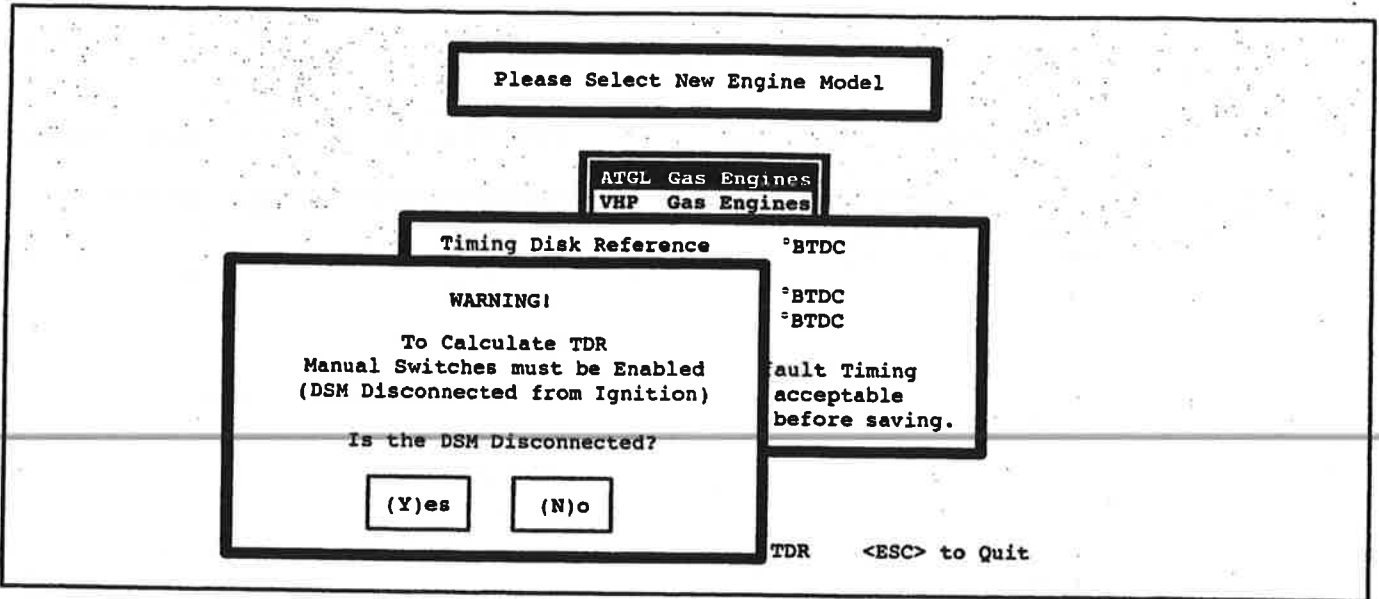 Please Select New Engine Model
ATGL Gas Engines
VHP Gas Engines
Timing Disk Reference °BTDC
°BTDC
°BTDC
WARNING!
To Calculate TDR
Manual Switches must be Enabled
(DSM Disconnected from Ignition)
Is the DSM Disconnected?
(Y)es (N)o
ault Timing
acceptable
before saving.
TDR <ESC> to Quit